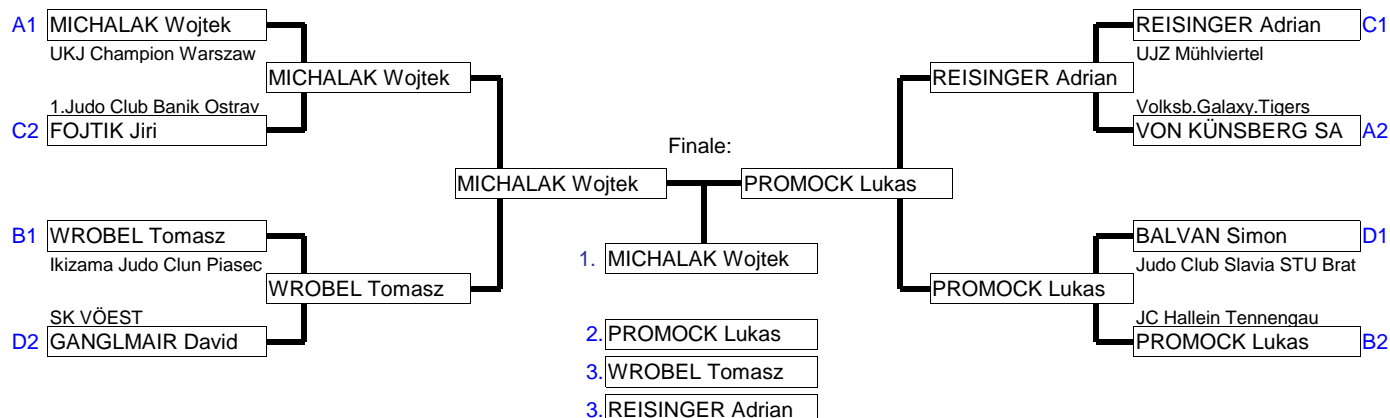 A1 MICHALAK Wojtek
UKJ Champion Warszaw
MICHALAK Wojtek
1.Judo Club Banik Ostrav
C2 FOJTIK Jiri
MICHALAK Wojtek
B1 WROBEL Tomasz
Ikizama Judo Clun Piasec
WROBEL Tomasz
SK VÖEST
D2 GANGLMAIR David
Finale:
1. MICHALAK Wojtek
2. PROMOCK Lukas
3. WROBEL Tomasz
3. REISINGER Adrian
REISINGER Adrian C1
UJZ Mühlviertel
REISINGER Adrian
Volksb.Galaxy.Tigers
VON KÜNSBERG SA A2
PROMOCK Lukas
BALVAN Simon D1
Judo Club Slavia STU Brat
PROMOCK Lukas
JC Hallein Tennengau
PROMOCK Lukas B2